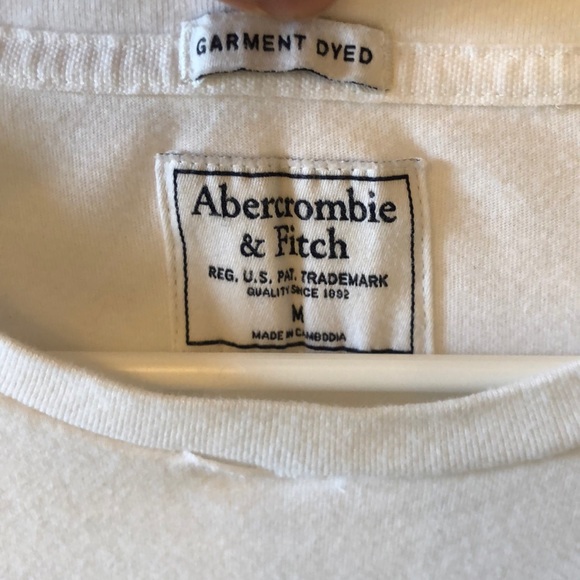 GARMENT DYED
Abercrombie
& Fitch
REG. U.S. PAT. TRADEMARK
QUALITY SINCE 1892
M
MADE IN CAMBODIA